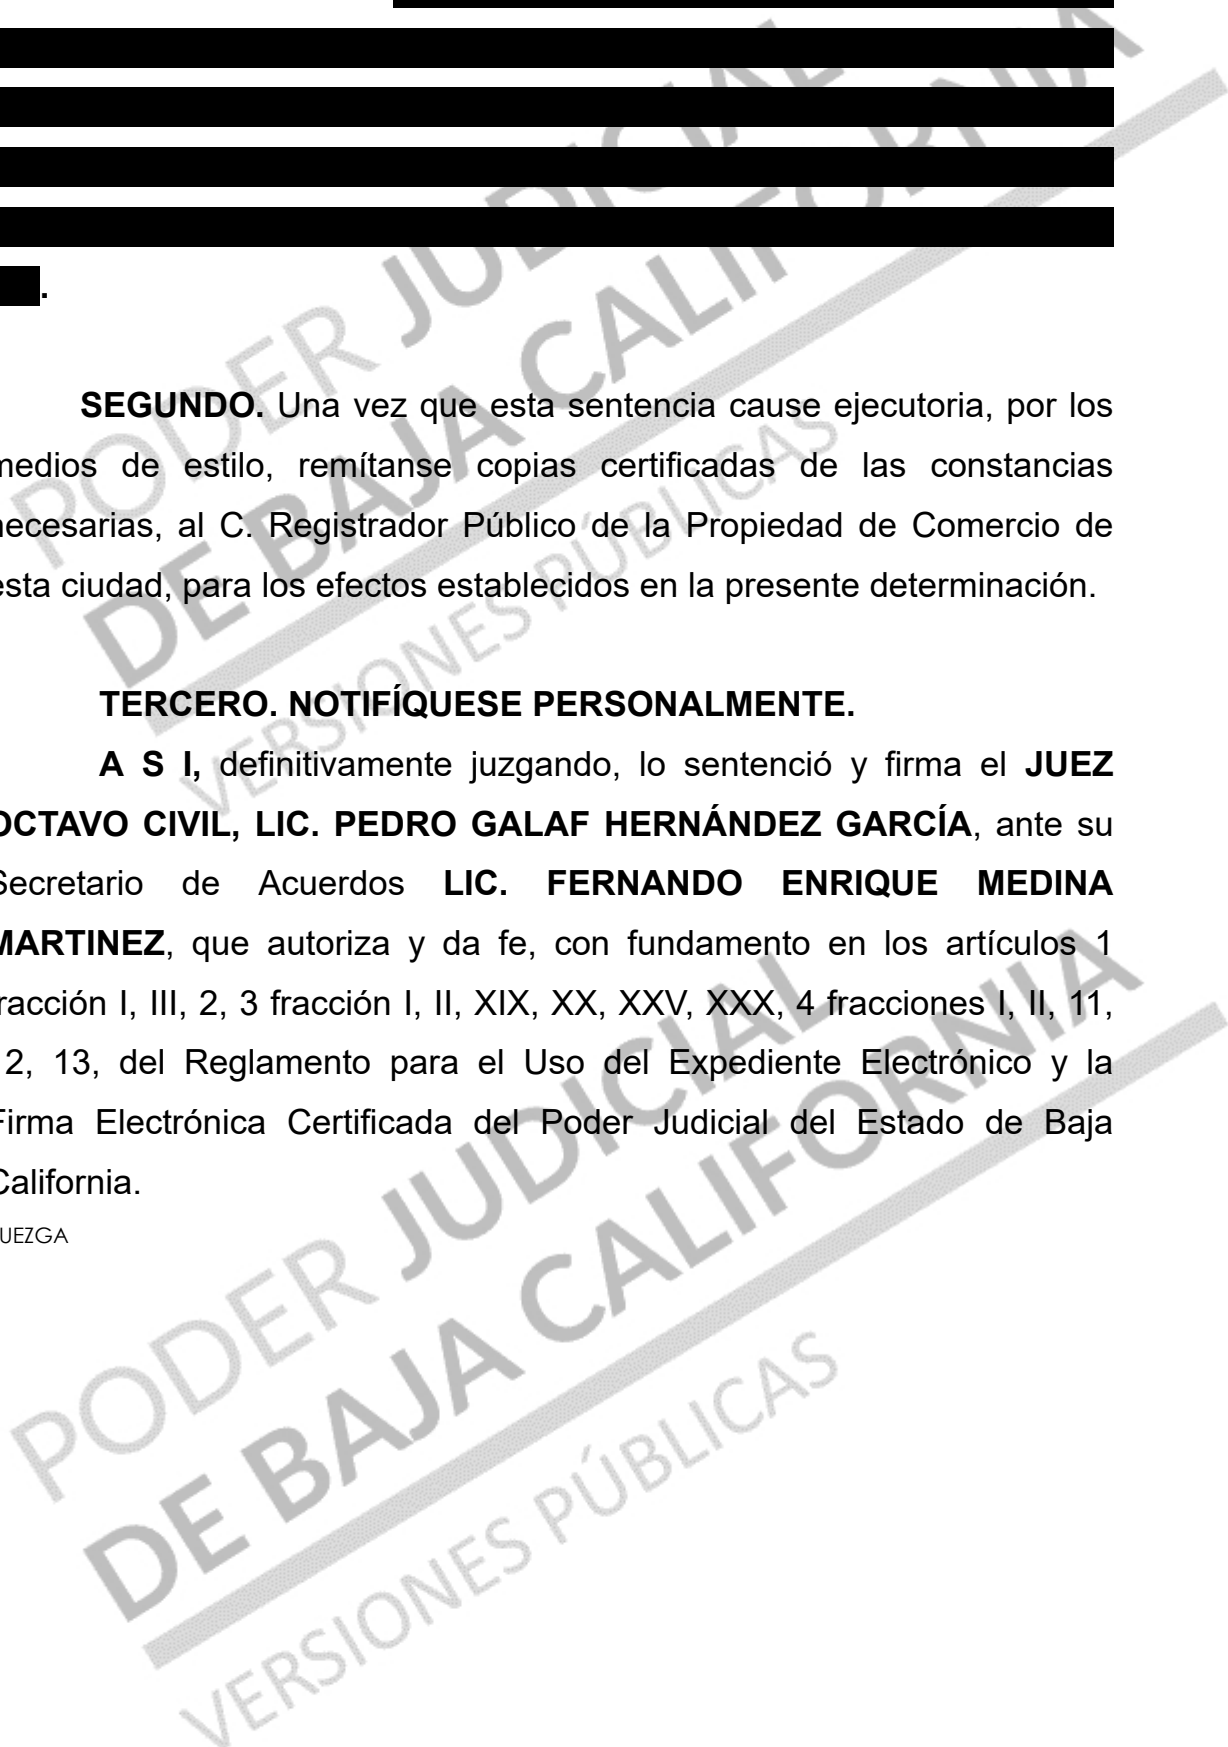 .
SEGUNDO. Una vez que esta sentencia cause ejecutoria, por los
medios de estilo, remítanse copias certificadas de las constancias
necesarias, al C. Registrador Público de la Propiedad de Comercio de
esta ciudad, para los efectos establecidos en la presente determinación.
TERCERO. NOTIFÍQUESE PERSONALMENTE.
A S I, definitivamente juzgando, lo sentenció y firma el JUEZ
OCTAVO CIVIL, LIC. PEDRO GALAF HERNÁNDEZ GARCÍA, ante su
Secretario de Acuerdos LIC. FERNANDO ENRIQUE MEDINA
MARTINEZ, que autoriza y da fe, con fundamento en los artículos 1
fracción I, III, 2, 3 fracción I, II, XIX, XX, XXV, XXX, 4 fracciones I, II, 11,
12, 13, del Reglamento para el Uso del Expediente Electrónico y la
Firma Electrónica Certificada del Poder Judicial del Estado de Baja
California.
UEZGA
PODER JUDICIAL
DE BAJA CALIFORNIA
VERSIONES PÚBLICAS
PODER JUDICIAL
DE BAJA CALIFORNIA
VERSIONES PÚBLICAS